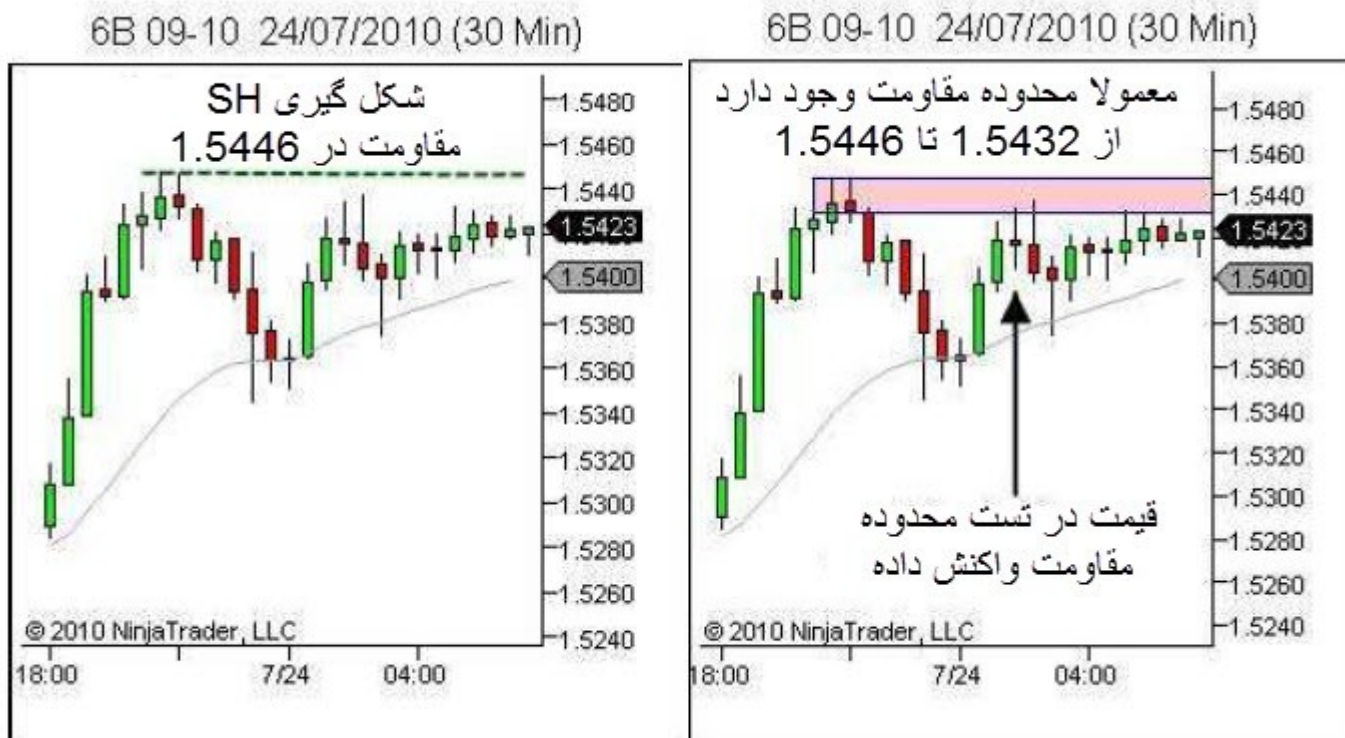 6B 09-10 24/07/2010 (30 Min)
شکل گیری SH
مقاومت در 1.5446
1.5480
1.5460
1.5440
1.5423
1.5400
1.5380
1.5360
1.5340
1.5320
1.5300
1.5280
1.5260
1.5240
© 2010 NinjaTrader, LLC
18:00 7/24 04:00
6B 09-10 24/07/2010 (30 Min)
معمولا محدوده مقاومت وجود دارد
از 1.5432 تا 1.5446
1.5480
1.5460
1.5440
1.5423
1.5400
1.5380
1.5360
1.5340
1.5320
1.5300
1.5280
1.5260
1.5240
قیمت در تست محدوده
مقاومت واکنش داده
© 2010 NinjaTrader, LLC
18:00 7/24 04:00